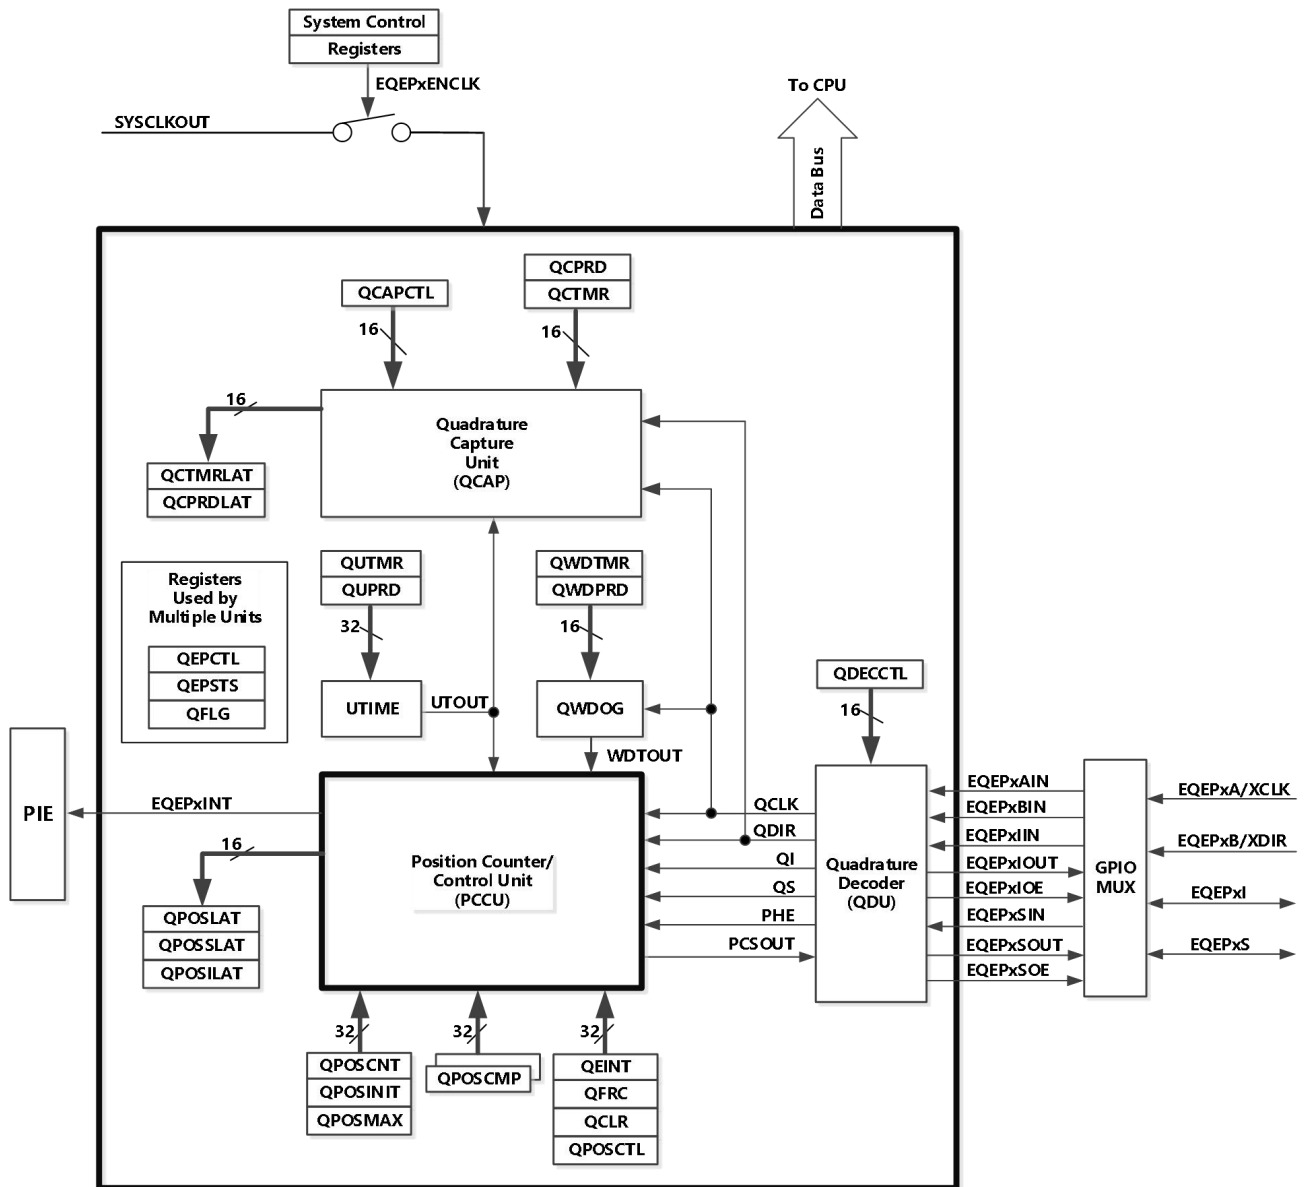 System Control
Registers
EQEPxENCLK
SYSCLKOUT
To CPU
Data Bus
QCPRD
QCTMR
QCAPCTL
16
16
16
Quadrature
Capture
Unit
(QCAP)
QCTMRLAT
QCPRDLAT
Registers
Used by
Multiple Units
QEPCTL
QEPSTS
QFLG
QUTMR
QUPRD
32
UTIME
UTOUT
QWDTMR
QWDPRD
16
QWDOG
WDTOUT
QDECCTL
16
PIE
EQEPxINT
16
QPOSLAT
QPOSSLAT
QPOSILAT
Position Counter/
Control Unit
(PCCU)
QCLK
QDIR
QI
QS
PHE
PCSOUT
Quadrature
Decoder
(QDU)
EQEPxAIN
EQEPxBIN
EQEPxIIN
EQEPxIOUT
EQEPxIOE
EQEPxSIN
EQEPxSOUT
EQEPxSOE
GPIO
MUX
EQEPxA/XCLK
EQEPxB/XDIR
EQEPxI
EQEPxS
32
32
32
QPOSCNT
QPOSINIT
QPOSMAX
QPOSCMP
QEINT
QFRC
QCLR
QPOSCTL